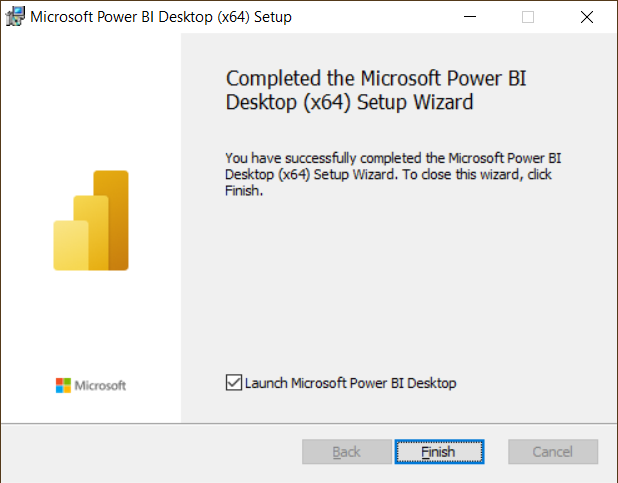 Microsoft Power BI Desktop (x64) Setup
Completed the Microsoft Power BI
Desktop (x64) Setup Wizard
You have successfully completed the Microsoft Power BI
Desktop (x64) Setup Wizard. To close this wizard, click
Finish.
Microsoft
Launch Microsoft Power BI Desktop
Back
Finish
Cancel